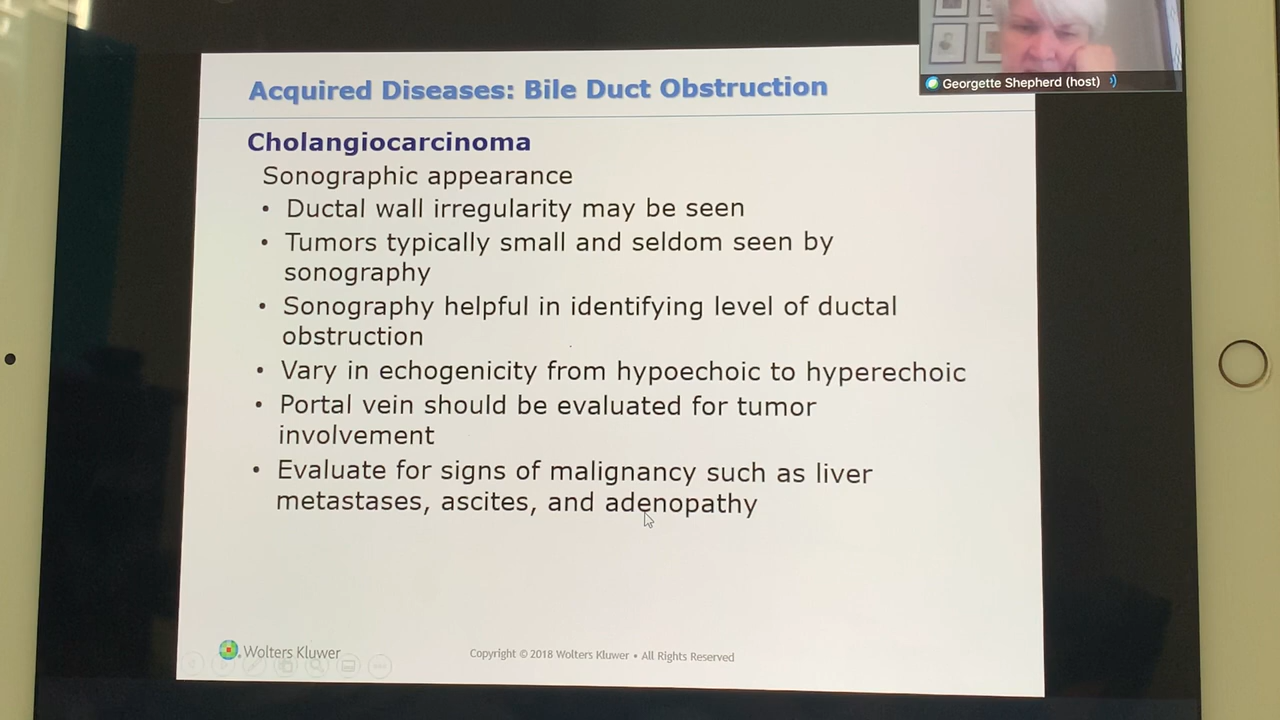 Georgette Shepherd (host)
Acquired Diseases: Bile Duct Obstruction
Cholangiocarcinoma
Sonographic appearance
• Ductal wall irregularity may be seen
• Tumors typically small and seldom seen by
sonography
• Sonography helpful in identifying level of ductal
obstruction
• Vary in echogenicity from hypoechoic to hyperechoic
• Portal vein should be evaluated for tumor
involvement
• Evaluate for signs of malignancy such as liver
metastases, ascites, and adenopathy
Wolters Kluwer
Copyright © 2018 Wolters Kluwer • All Rights Reserved